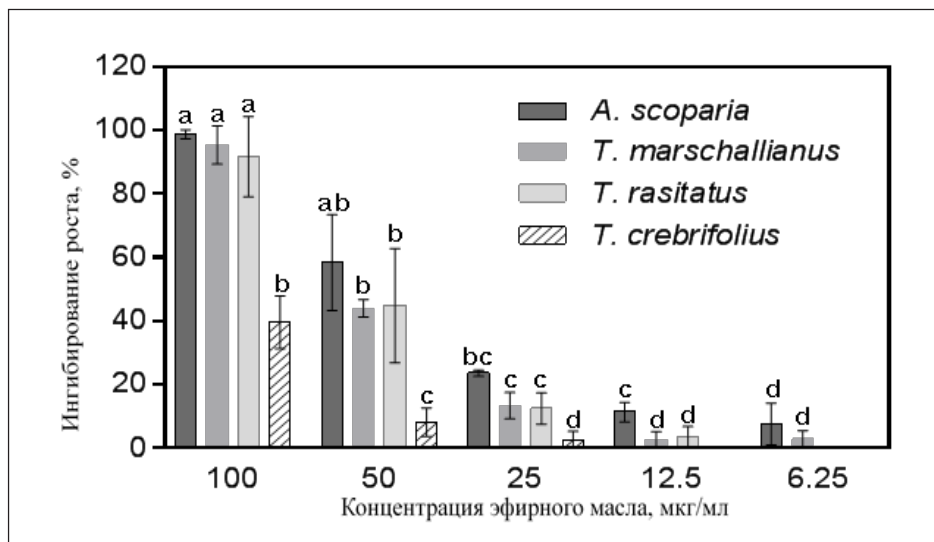 120
100
80
60
40
20
0
Ингибирование роста, %
A. scoparia
T. marschallianus
T. rasitatus
T. crebrifolius
a a a b
ab b b c
bc c c d
c d d
d d
100 50 25 12.5 6.25
Концентрация эфирного масла, мкг/мл